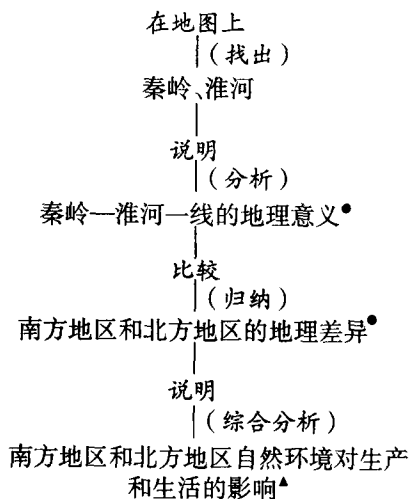 在地图上
(找出)
秦岭、淮河
说明
(分析)
秦岭—淮河一线的地理意义●
比较
(归纳)
南方地区和北方地区的地理差异●
说明
(综合分析)
南方地区和北方地区自然环境对生产
和生活的影响▲